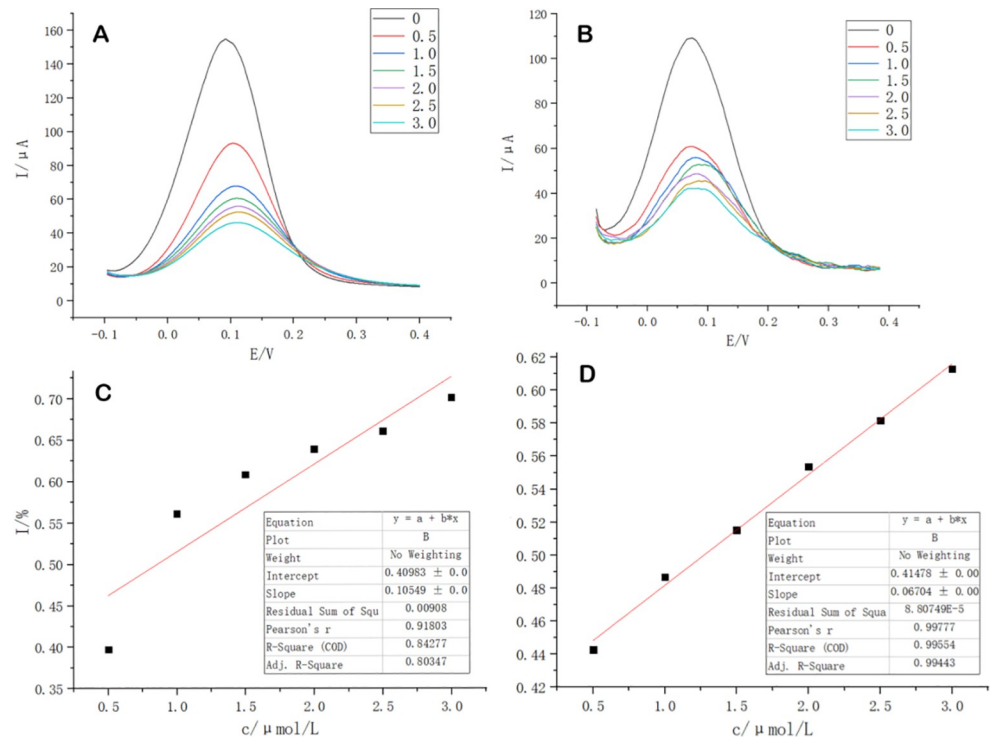 A
I/μA
160
140
120
100
80
60
40
20
0
-0.1 0.0 0.1 0.2 0.3 0.4
E/V
0
0.5
1.0
1.5
2.0
2.5
3.0
B
I/μA
120
100
80
60
40
20
0
-0.1 0.0 0.1 0.2 0.3 0.4
E/V
0
0.5
1.0
1.5
2.0
2.5
3.0
C
I/%
0.70
0.65
0.60
0.55
0.50
0.45
0.40
0.35
0.5 1.0 1.5 2.0 2.5 3.0
c/μmol/L
Equation y = a + b*x
Plot B
Weight No Weighting
Intercept 0.40983 ± 0.0
Slope 0.10549 ± 0.0
Residual Sum of Squ 0.00908
Pearson's r 0.91803
R-Square (COD) 0.84277
Adj. R-Square 0.80347
D
0.62
0.60
0.58
0.56
0.54
0.52
0.50
0.48
0.46
0.44
0.42
0.5 1.0 1.5 2.0 2.5 3.0
c/μmol/L
Equation y = a + b*x
Plot B
Weight No Weighting
Intercept 0.41478 ± 0.00
Slope 0.06704 ± 0.00
Residual Sum of Squa 8.80749E-5
Pearson's r 0.99777
R-Square (COD) 0.99554
Adj. R-Square 0.99443